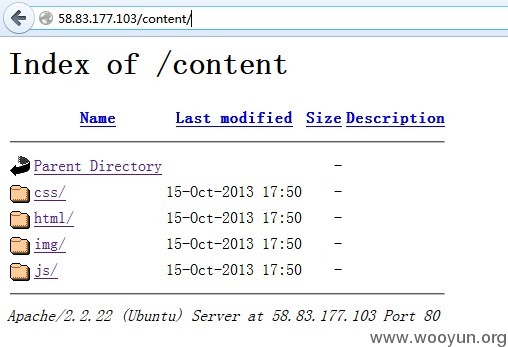 58.83.177.103/content/
Index of /content
Name Last modified Size Description
Parent Directory -
css/ 15-Oct-2013 17:50 -
html/ 15-Oct-2013 17:50 -
img/ 15-Oct-2013 17:50 -
js/ 15-Oct-2013 17:50 -
Apache/2.2.22 (Ubuntu) Server at 58.83.177.103 Port 80
www.wooyun.org